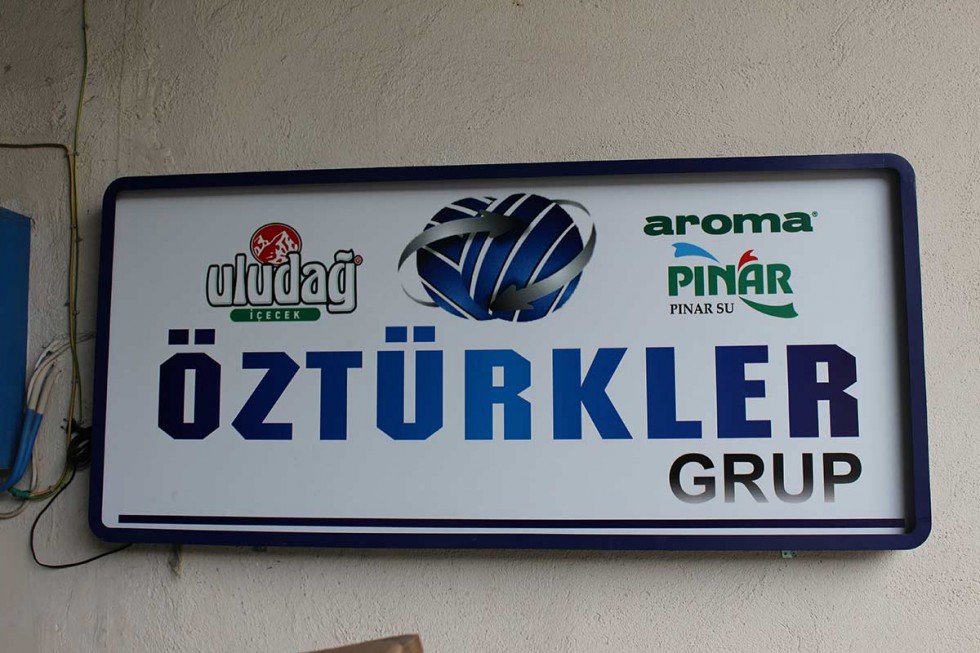 uludağ
İÇECEK
aroma
PINAR
PINAR SU
ÖZTÜRKLER
GRUP